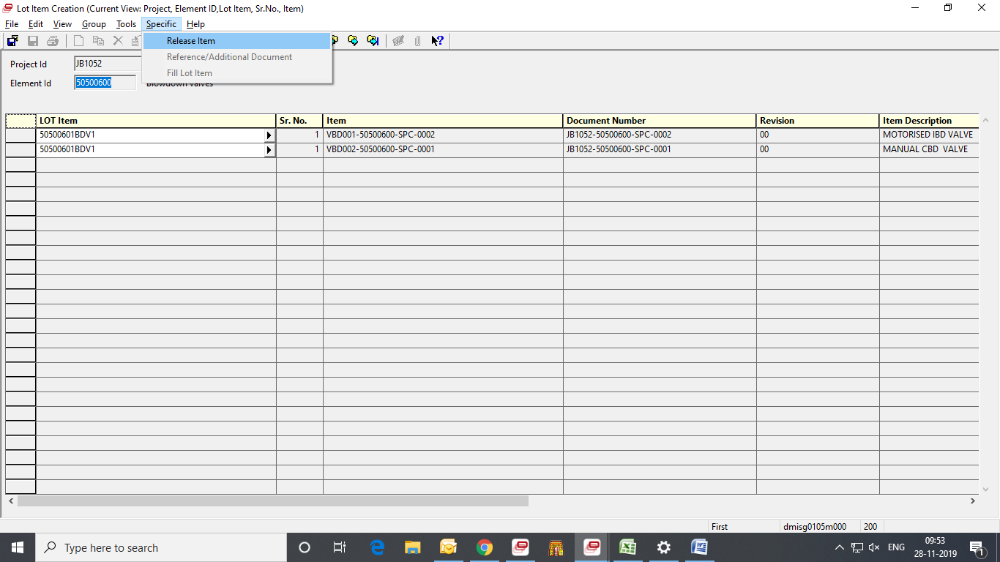 Lot Item Creation (Current View: Project, Element ID,Lot Item, Sr.No., Item)
File Edit View Group Tools Specific Help
Release Item
Reference/Additional Document
Fill Lot Item
Project Id JB1052
Element Id 50500600 Blowdown Valves
LOT Item Sr. No. Item Document Number Revision Item Description
50500601BDV1 1 VBD001-50500600-SPC-0002 JB1052-50500600-SPC-0002 00 MOTORISED IBD VALVE
50500601BDV1 1 VBD002-50500600-SPC-0001 JB1052-50500600-SPC-0001 00 MANUAL CBD VALVE
First dmisg0105m000 200
Type here to search
ENG
09:53
28-11-2019
1